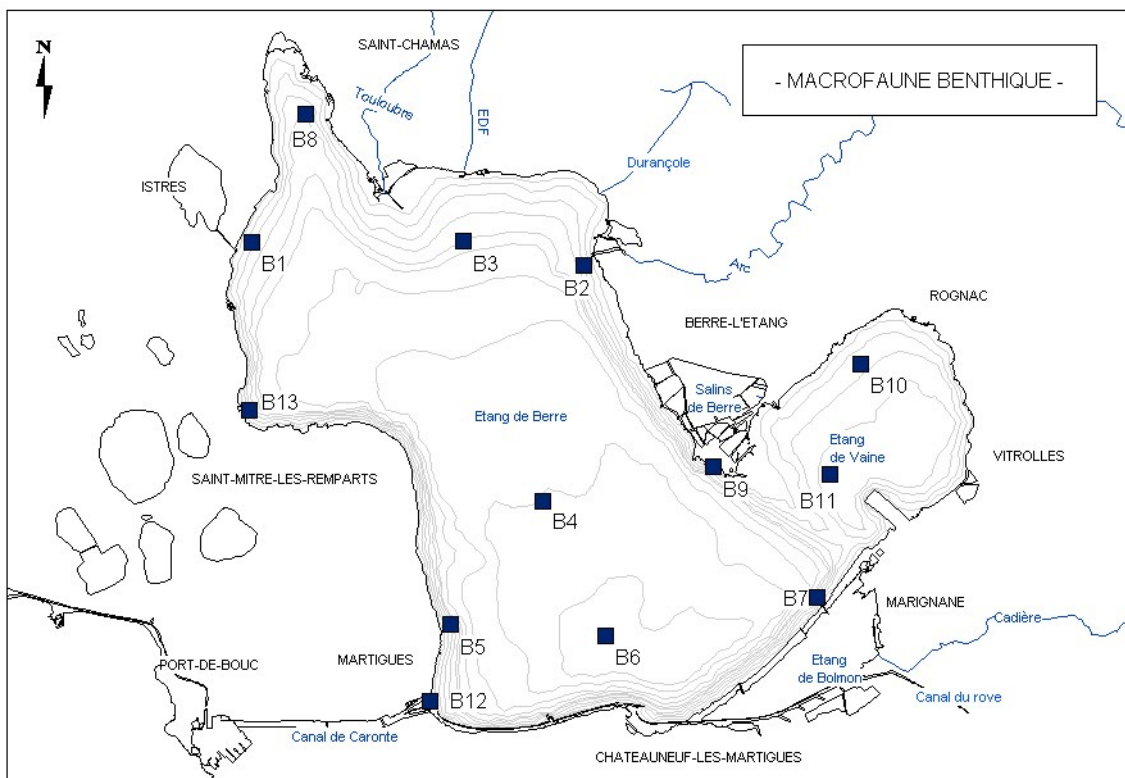 N
SAINT-CHAMAS
- MACROFAUNE BENTHIQUE -
Touloubre
EDF
B8
Durançole
ISTRES
B1
B3
B2
Arc
ROGNAC
BERRE-L'ETANG
B10
B13
Salins
de Berre
Etang de Berre
Etang
de Vaine
VITROLLES
SAINT-MITRE-LES-REMPARTS
B9
B11
B4
B7
MARIGNANE
Cadière
B5
B6
PORT-DE-BOUC
MARTIGUES
Etang
de Bolmon
B12
Canal du rove
Canal de Caronte
CHATEAUNEUF-LES-MARTIGUES